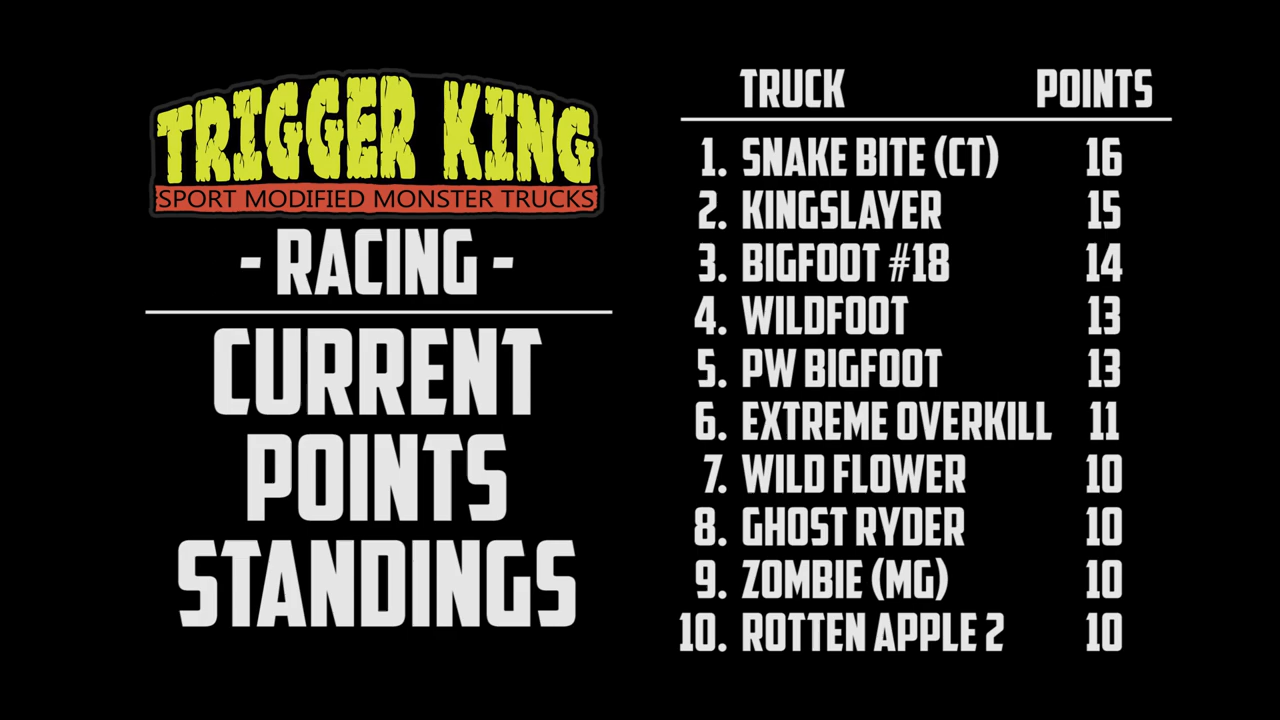 TRIGGER KING
SPORT MODIFIED MONSTER TRUCKS
- RACING -
CURRENT
POINTS
STANDINGS
TRUCK POINTS
1. SNAKE BITE (CT) 16
2. KINGSLAYER 15
3. BIGFOOT #18 14
4. WILDFOOT 13
5. PW BIGFOOT 13
6. EXTREME OVERKILL 11
7. WILD FLOWER 10
8. GHOST RYDER 10
9. ZOMBIE (MG) 10
10. ROTTEN APPLE 2 10